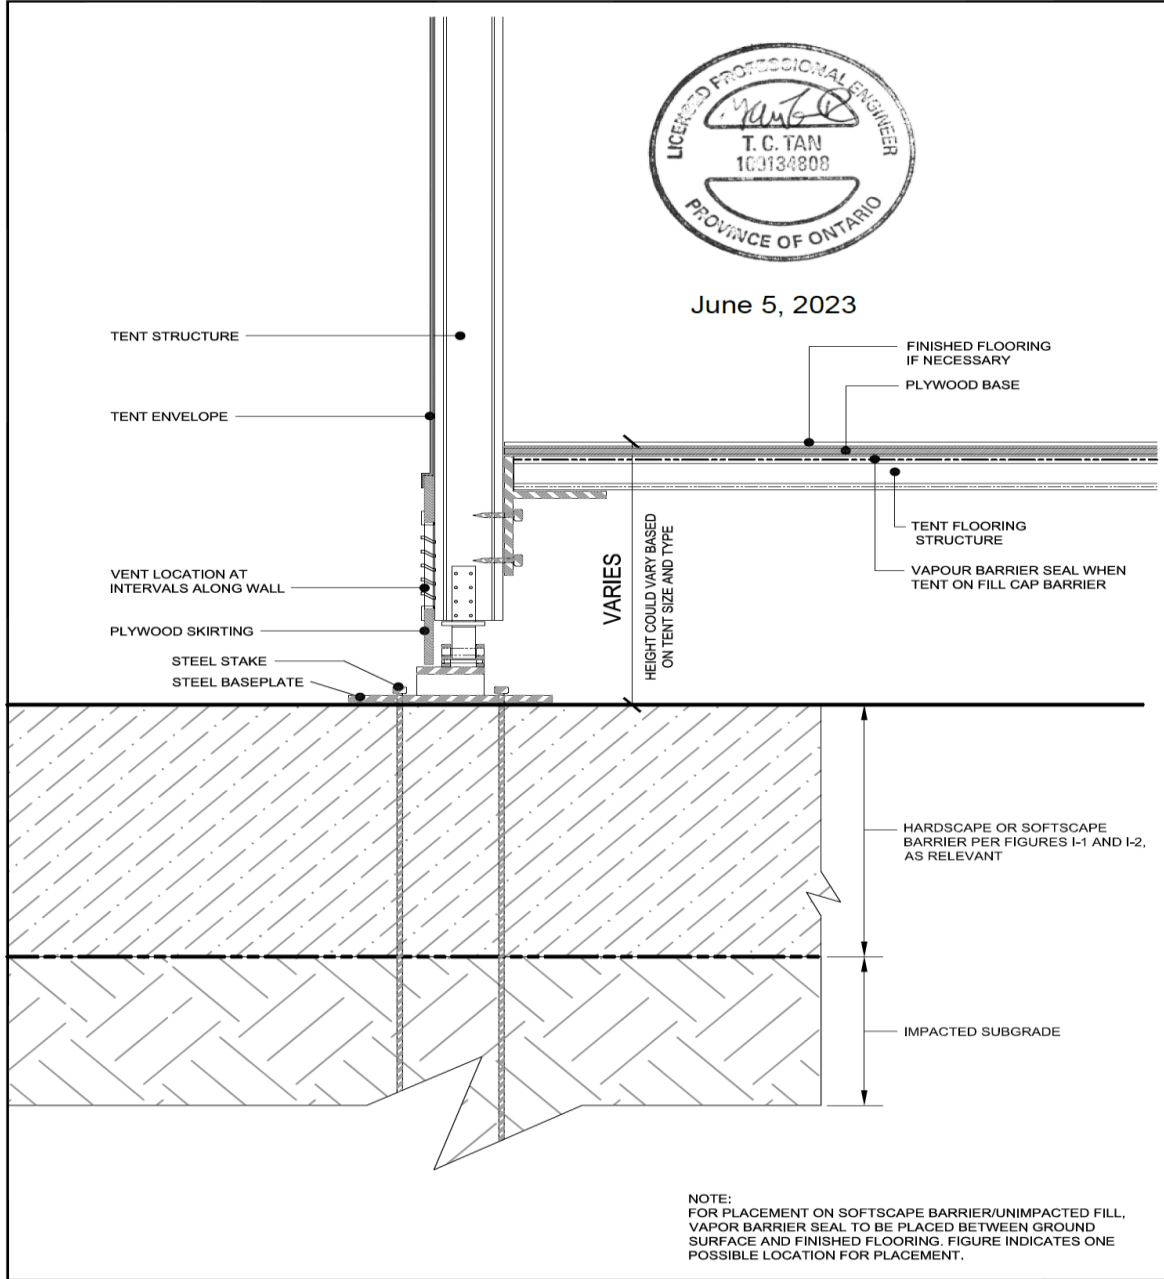 LICENSED PROFESSIONAL ENGINEER
T. C. TAN
100134808
PROVINCE OF ONTARIO
June 5, 2023
TENT STRUCTURE
TENT ENVELOPE
VENT LOCATION AT
INTERVALS ALONG WALL
PLYWOOD SKIRTING
STEEL STAKE
STEEL BASEPLATE
FINISHED FLOORING
IF NECESSARY
PLYWOOD BASE
TENT FLOORING
STRUCTURE
VAPOUR BARRIER SEAL WHEN
TENT ON FILL CAP BARRIER
VARIES
HEIGHT COULD VARY BASED
ON TENT SIZE AND TYPE
HARDSCAPE OR SOFTSCAPE
BARRIER PER FIGURES I-1 AND I-2,
AS RELEVANT
IMPACTED SUBGRADE
NOTE:
FOR PLACEMENT ON SOFTSCAPE BARRIER/UNIMPACTED FILL,
VAPOR BARRIER SEAL TO BE PLACED BETWEEN GROUND
SURFACE AND FINISHED FLOORING. FIGURE INDICATES ONE
POSSIBLE LOCATION FOR PLACEMENT.